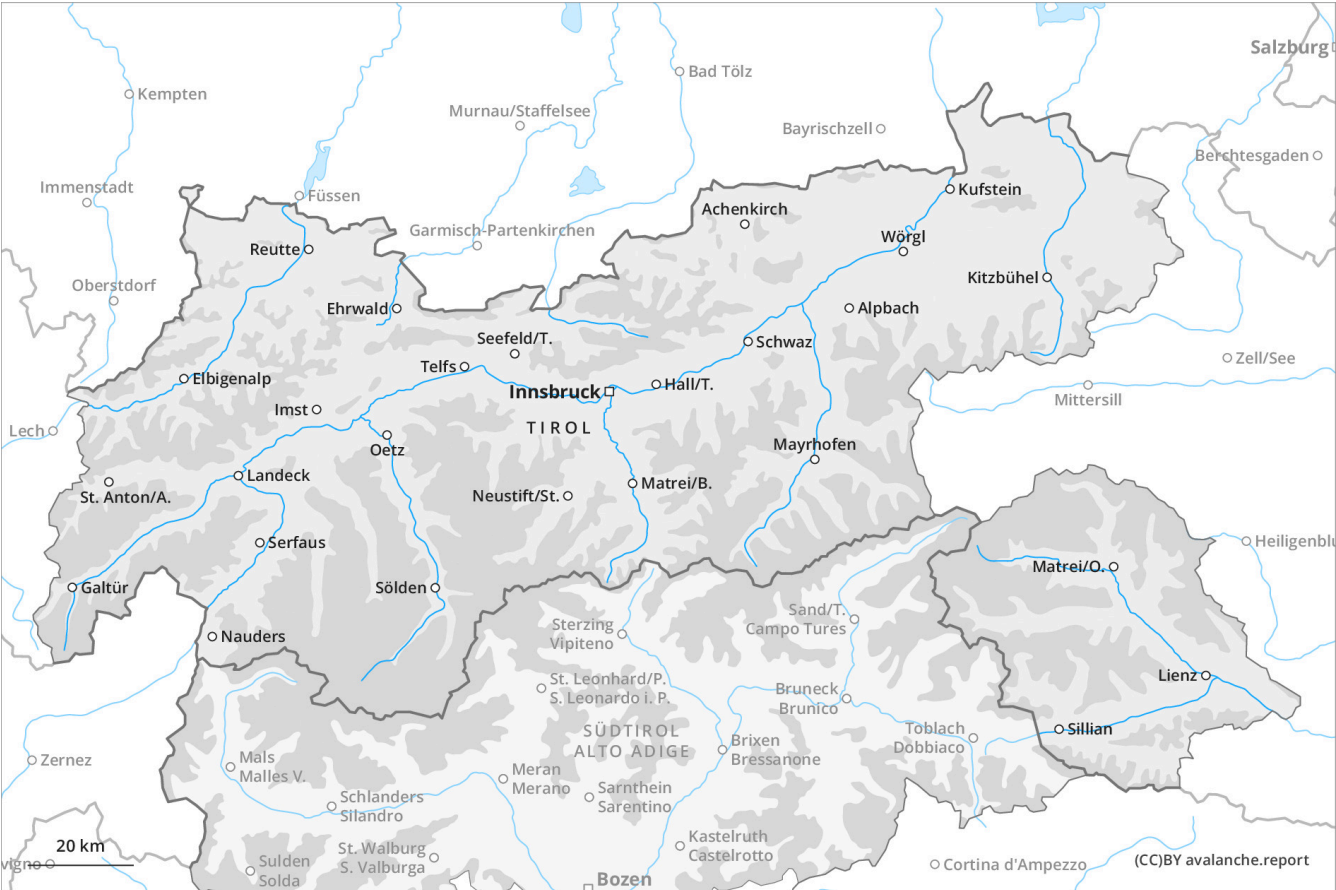 Salzburg
Bad Tölz
Kempten
Murnau/Staffelsee
Bayrischzell
Berchtesgaden
Immenstadt
Füssen
Kufstein
Achenkirch
Garmisch-Partenkirchen
Wörgl
Reutte
Kitzbühel
Oberstdorf
Ehrwald
Alpbach
Seefeld/T.
Schwaz
Zell/See
Telfs
Elbigenalp
Innsbruck
Hall/T.
Mittersill
Imst
Lech
TIROL
Oetz
Mayrhofen
Landeck
St. Anton/A.
Neustift/St.
Matrei/B.
Serfaus
Heiligenblu
Matrei/O.
Galtür
Sölden
Sand/T.
Campo Tures
Sterzing
Vipiteno
Nauders
Lienz
St. Leonhard/P.
S. Leonardo i. P.
Bruneck
Brunico
SÜDTIROL
ALTO ADIGE
Sillian
Toblach
Dobbiaco
Brixen
Bressanone
Zernez
Mals
Malles V.
Meran
Merano
Sarnthein
Sarentino
Schlanders
Silandro
Kastelruth
Castelrotto
20 km
St. Walburg
S. Valburga
vigno
Sulden
Solda
Cortina d'Ampezzo
(CC)BY avalanche.report
Bozen